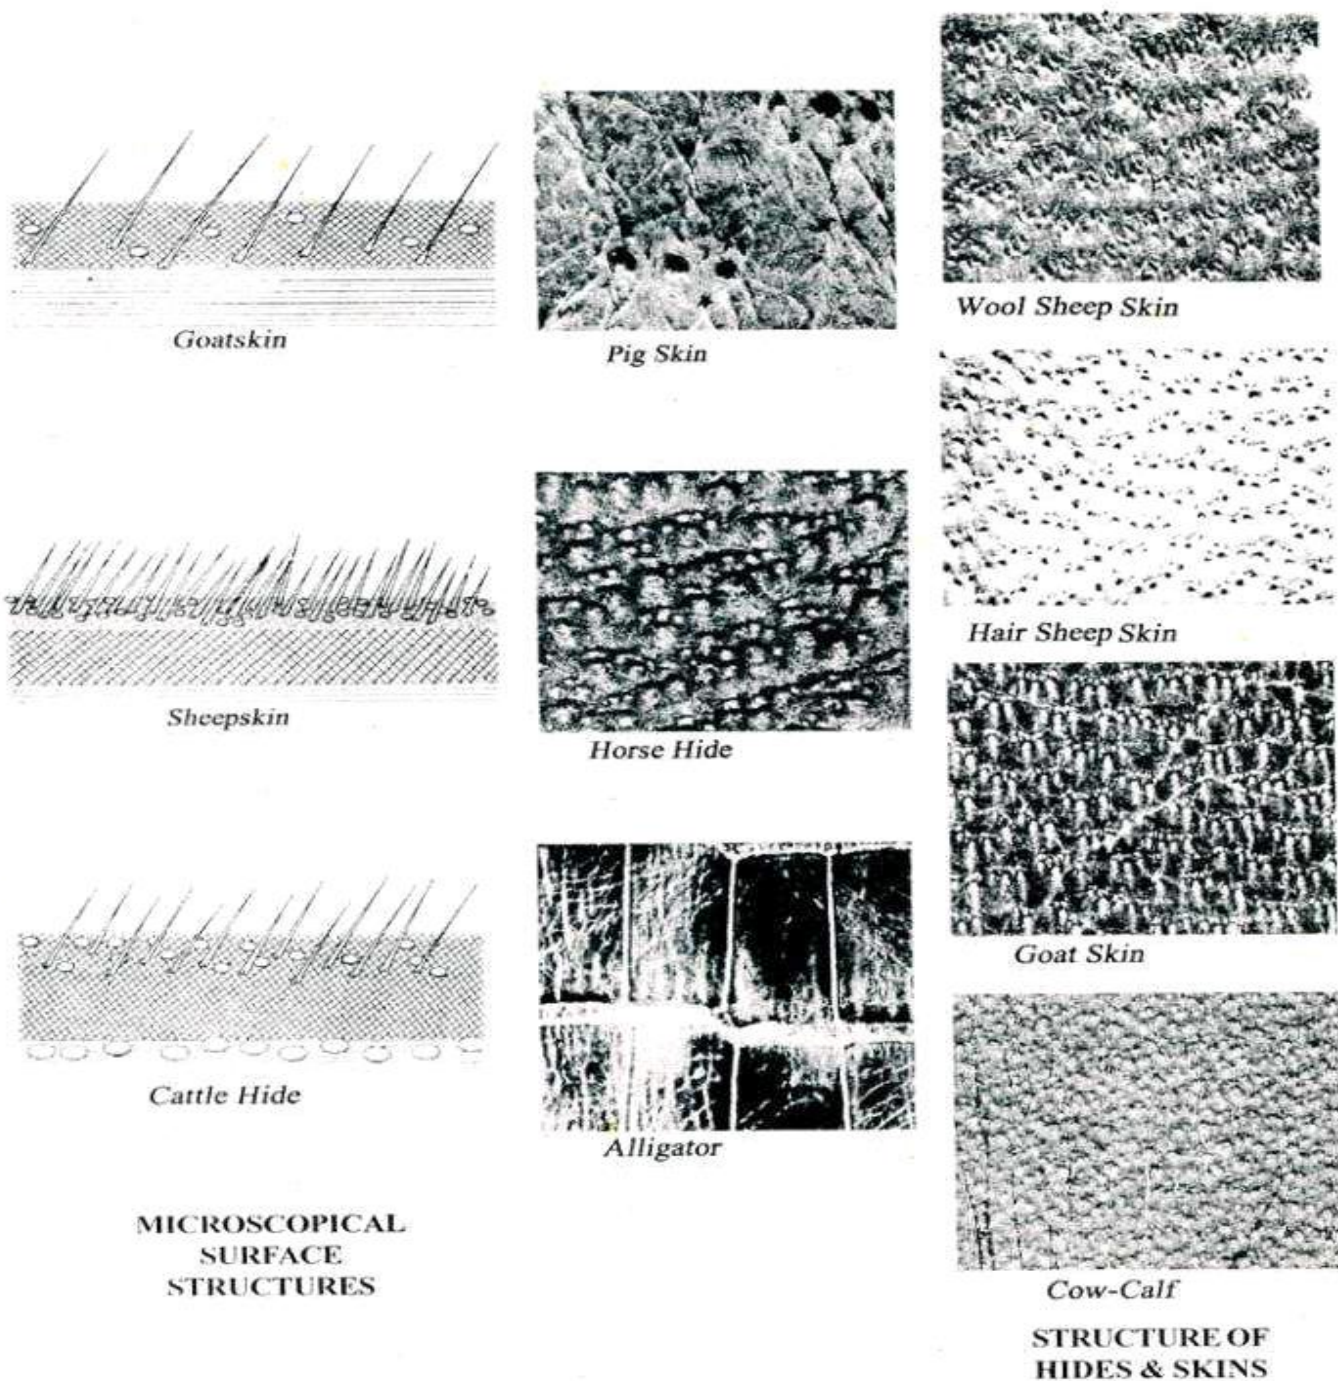 Goatskin
Sheepskin
Cattle Hide
MICROSCOPICAL
SURFACE
STRUCTURES
Pig Skin
Horse Hide
Alligator
Wool Sheep Skin
Hair Sheep Skin
Goat Skin
Cow-Calf
STRUCTURE OF
HIDES & SKINS